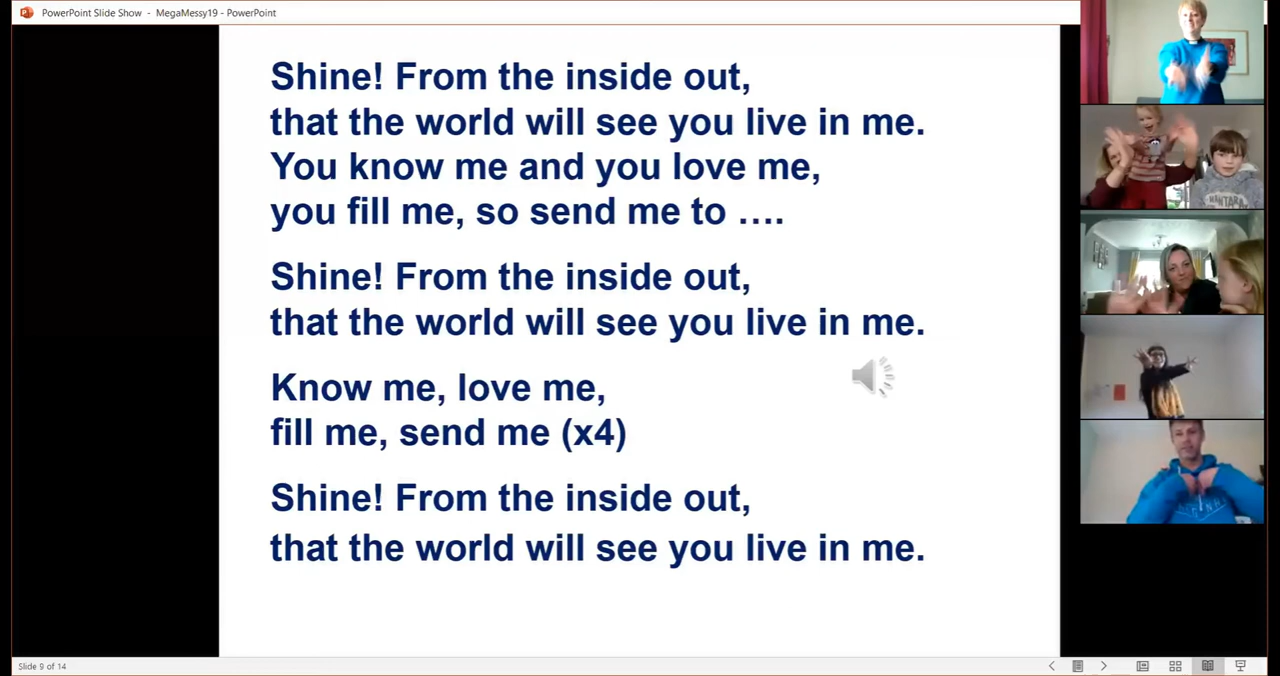 PowerPoint Slide Show - MegaMessy19 - PowerPoint
Shine! From the inside out,
that the world will see you live in me.
You know me and you love me,
you fill me, so send me to ....
Shine! From the inside out,
that the world will see you live in me.
Know me, love me,
fill me, send me (x4)
Shine! From the inside out,
that the world will see you live in me.
Slide 9 of 14